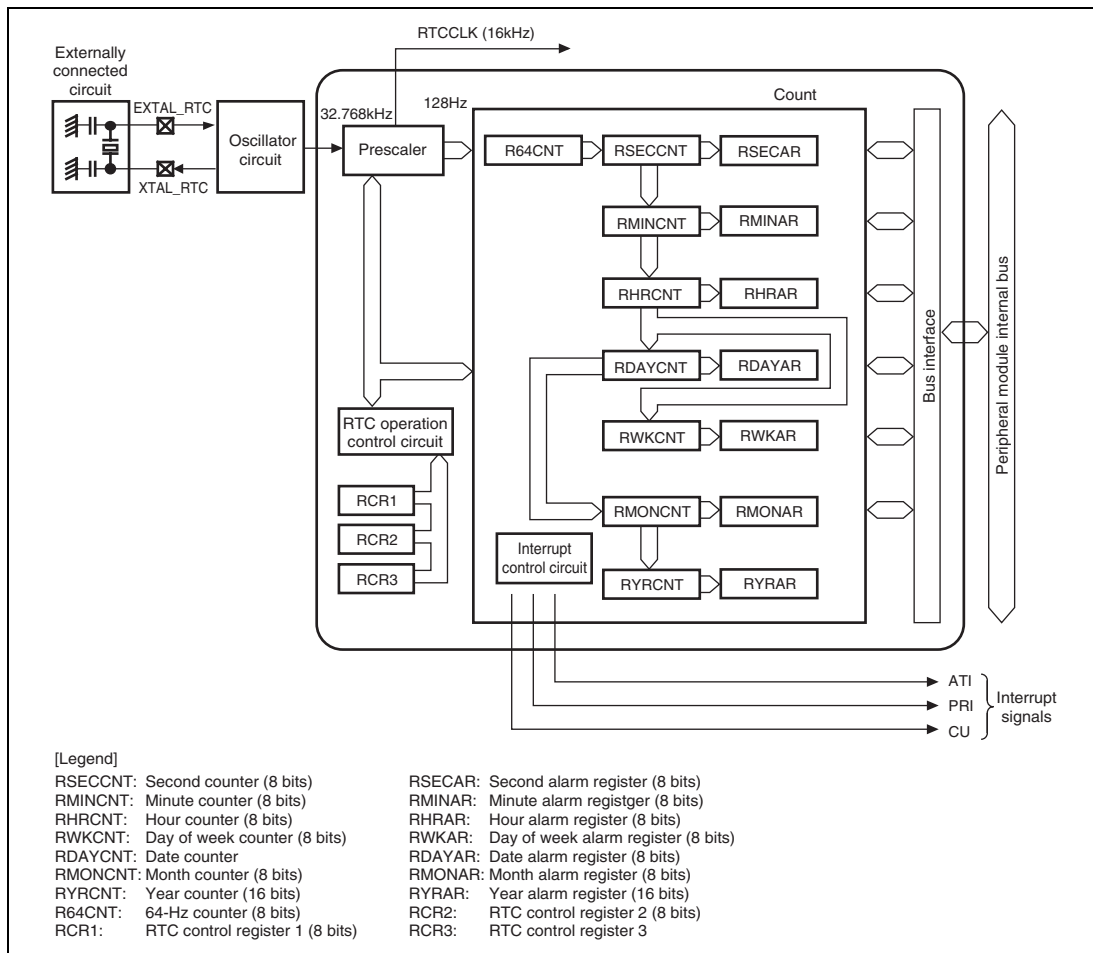 RTCCLK (16kHz)
Externally
connected
circuit
EXTAL_RTC
XTAL_RTC
Oscillator
circuit
32.768kHz
Prescaler
128Hz
Count
R64CNT
RSECCNT
RSECAR
RMINCNT
RMINAR
RHRCNT
RHRAR
RDAYCNT
RDAYAR
RWKCNT
RWKAR
RMONCNT
RMONAR
RYRCNT
RYRAR
RTC operation
control circuit
RCR1
RCR2
RCR3
Interrupt
control circuit
Bus interface
Peripheral module internal bus
ATI
PRI
CU
Interrupt
signals
[Legend]
RSECCNT: Second counter (8 bits)
RMINCNT: Minute counter (8 bits)
RHRCNT: Hour counter (8 bits)
RWKCNT: Day of week counter (8 bits)
RDAYCNT: Date counter
RMONCNT: Month counter (8 bits)
RYRCNT: Year counter (16 bits)
R64CNT: 64-Hz counter (8 bits)
RCR1: RTC control register 1 (8 bits)
RSECAR: Second alarm register (8 bits)
RMINAR: Minute alarm registger (8 bits)
RHRAR: Hour alarm register (8 bits)
RWKAR: Day of week alarm register (8 bits)
RDAYAR: Date alarm register (8 bits)
RMONAR: Month alarm register (8 bits)
RYRAR: Year alarm register (16 bits)
RCR2: RTC control register 2 (8 bits)
RCR3: RTC control register 3